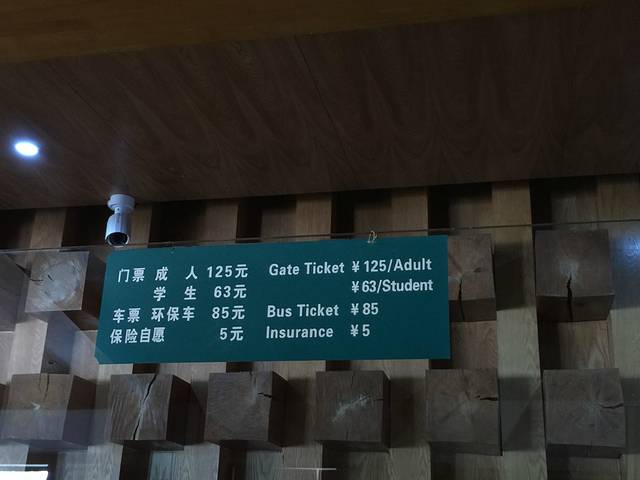 门票 成 人 125元 Gate Ticket ¥125/Adult
学 生 63元 ¥63/Student
车票 环保车 85元 Bus Ticket ¥85
保险自愿 5元 Insurance ¥5